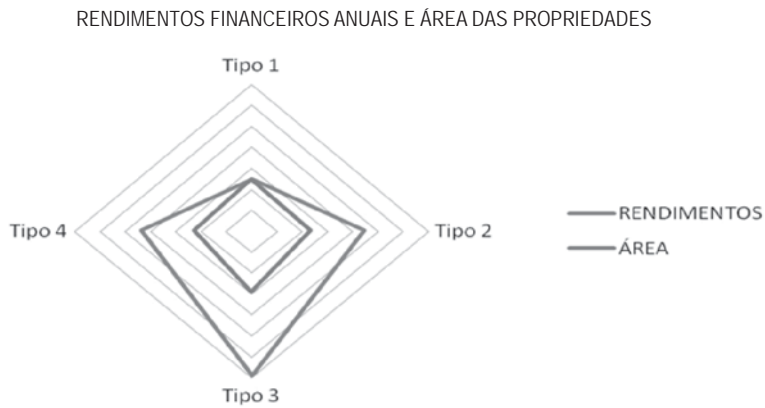 RENDIMENTOS FINANCEIROS ANUAIS E ÁREA DAS PROPRIEDADES
Tipo 1
Tipo 4
Tipo 2
RENDIMENTOS
ÁREA
Tipo 3